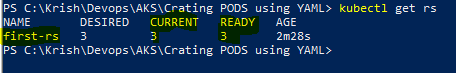 PS C:\Krish\Devops\AKS\Crating PODS using YAML> kubectl get rs
NAME DESIRED CURRENT READY AGE
first-rs 3 3 3 2m28s
PS C:\Krish\Devops\AKS\Crating PODS using YAML>